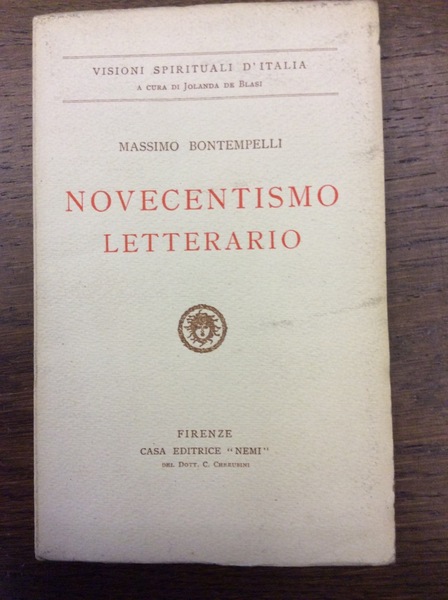 VISIONI SPIRITUALI D'ITALIA
A CURA DI JOLANDA DE BLASI
MASSIMO BONTEMPELLI
NOVECENTISMO
LETTERARIO
FIRENZE
CASA EDITRICE "NEMI"
DEL DOTT. C. CHERUBINI